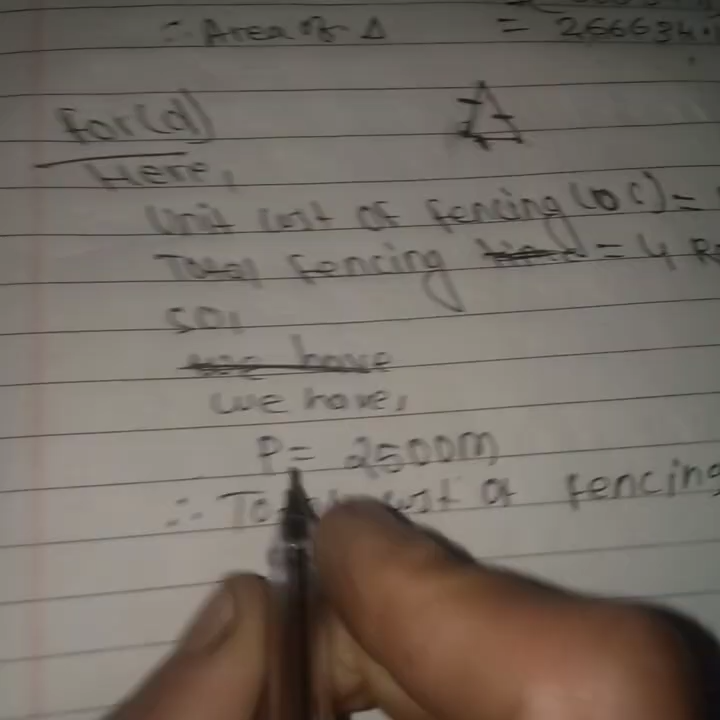 ∴ Area of Δ = 266634.
for(d)
Here,
Unit cost of fencing (UC) =
Total fencing = 4 R
So,
we have
we have,
P = 2500m
∴ Total cost of fencing